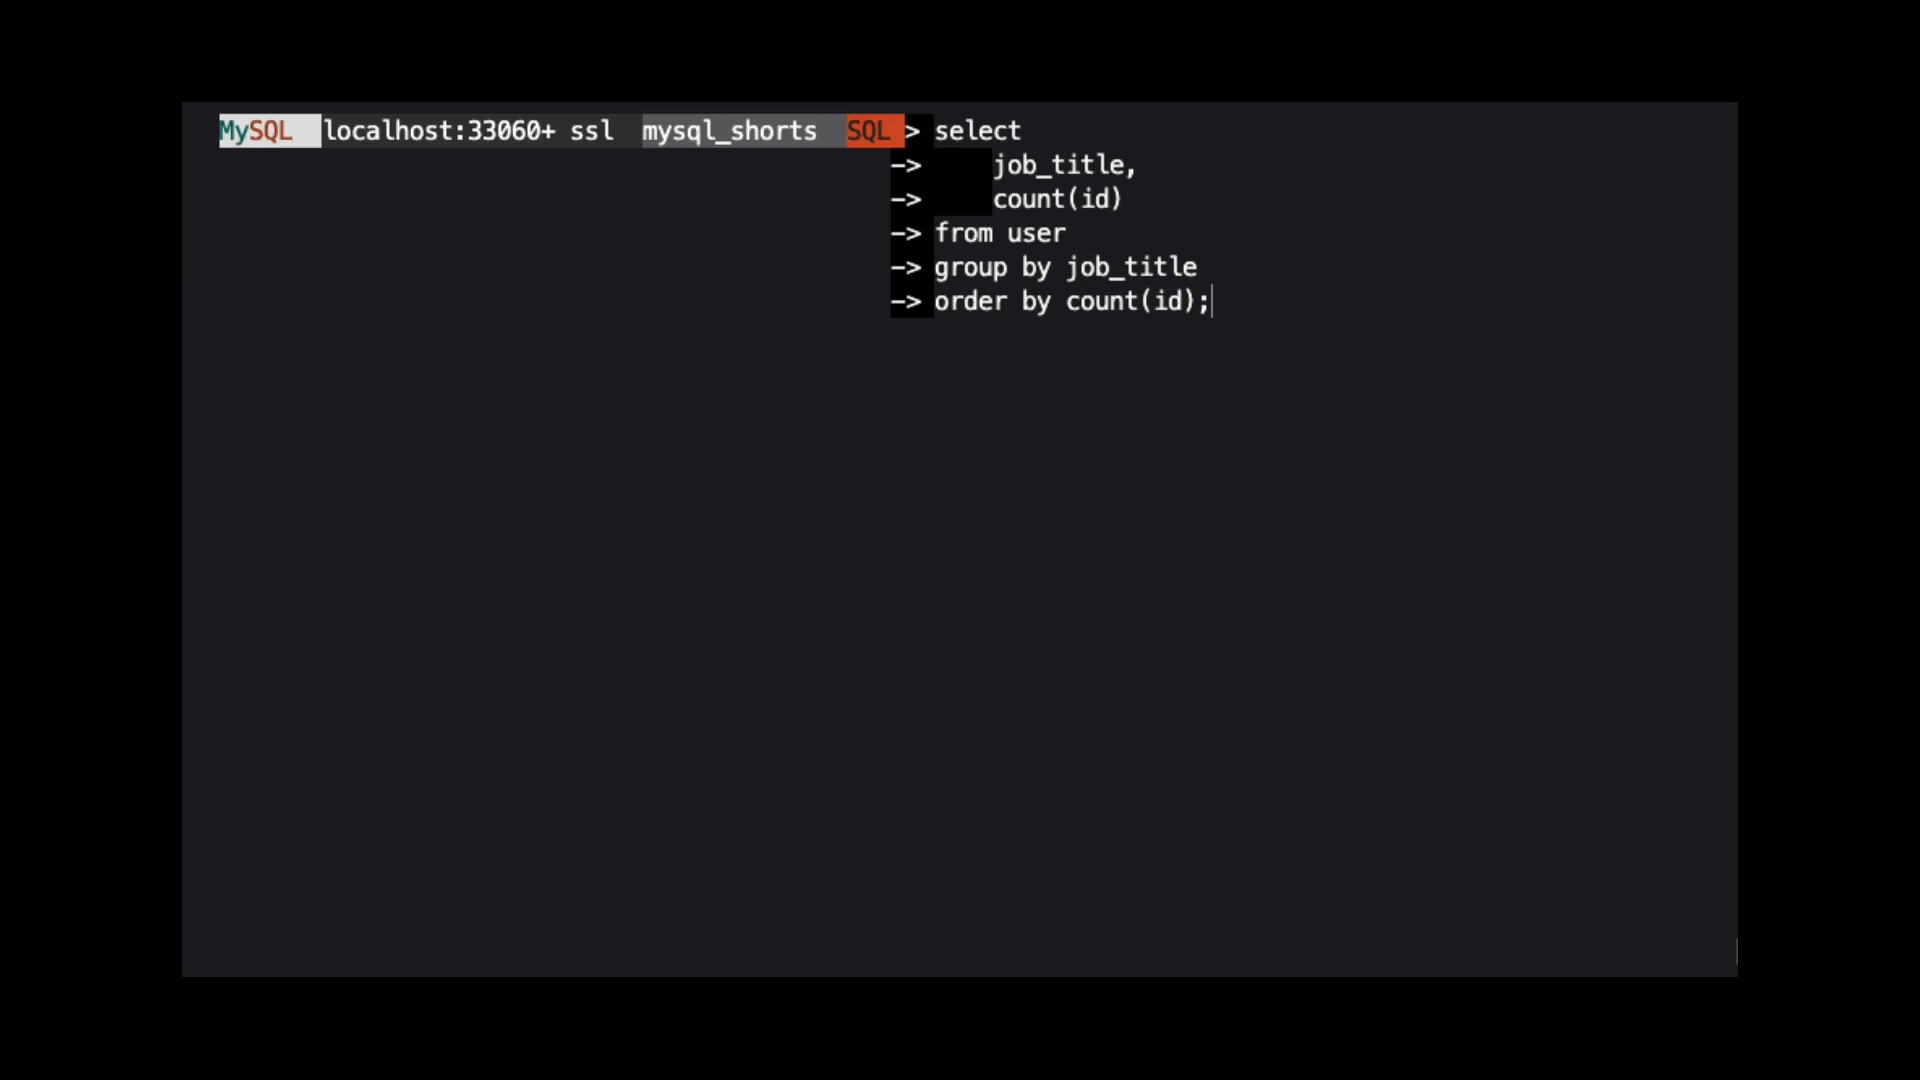 MySQL localhost:33060+ ssl mysql_shorts SQL > select
-> job_title,
-> count(id)
-> from user
-> group by job_title
-> order by count(id);